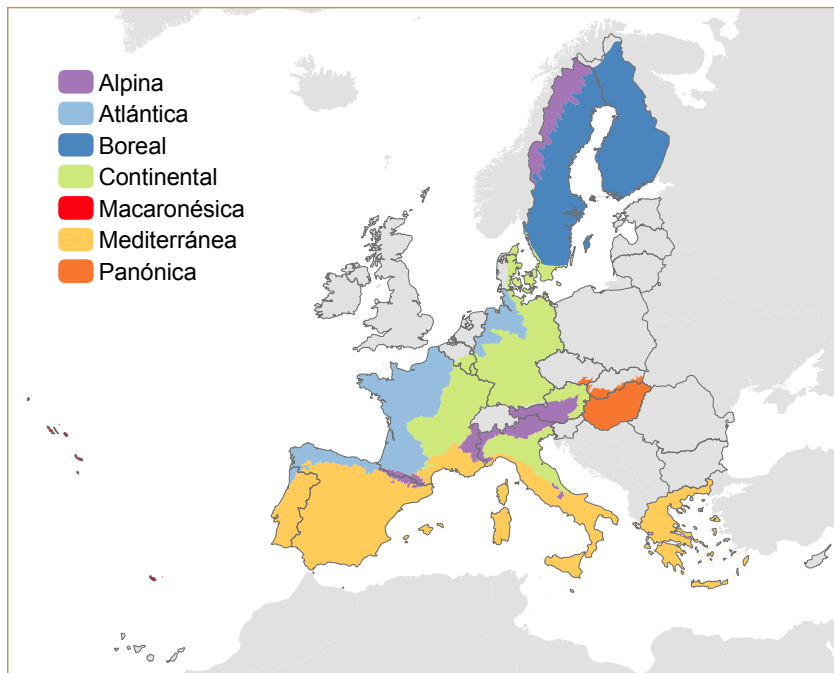 Alpina
Atlántica
Boreal
Continental
Macaronésica
Mediterránea
Panónica